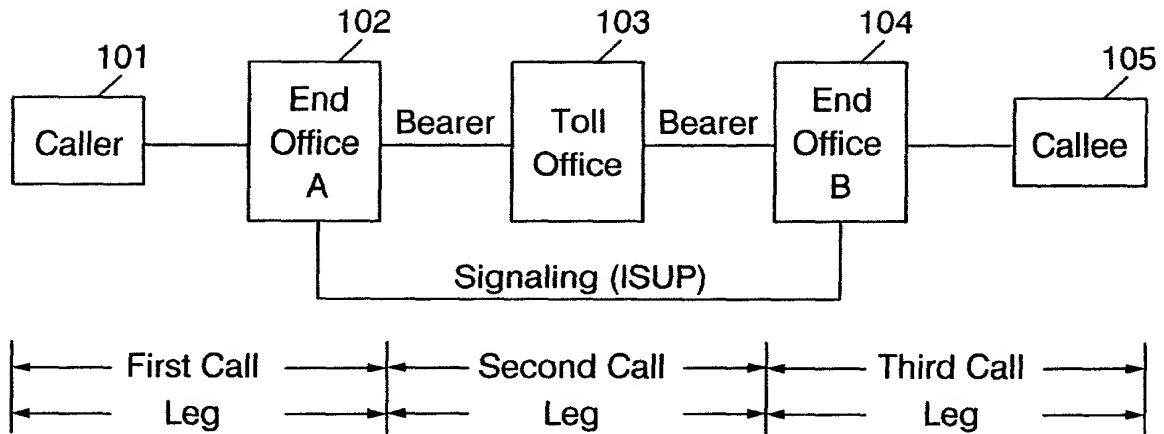 101
102
103
104
105
Caller
End
Office
A
Bearer
Toll
Office
Bearer
End
Office
B
Callee
Signaling (ISUP)
First Call
Leg
Second Call
Leg
Third Call
Leg